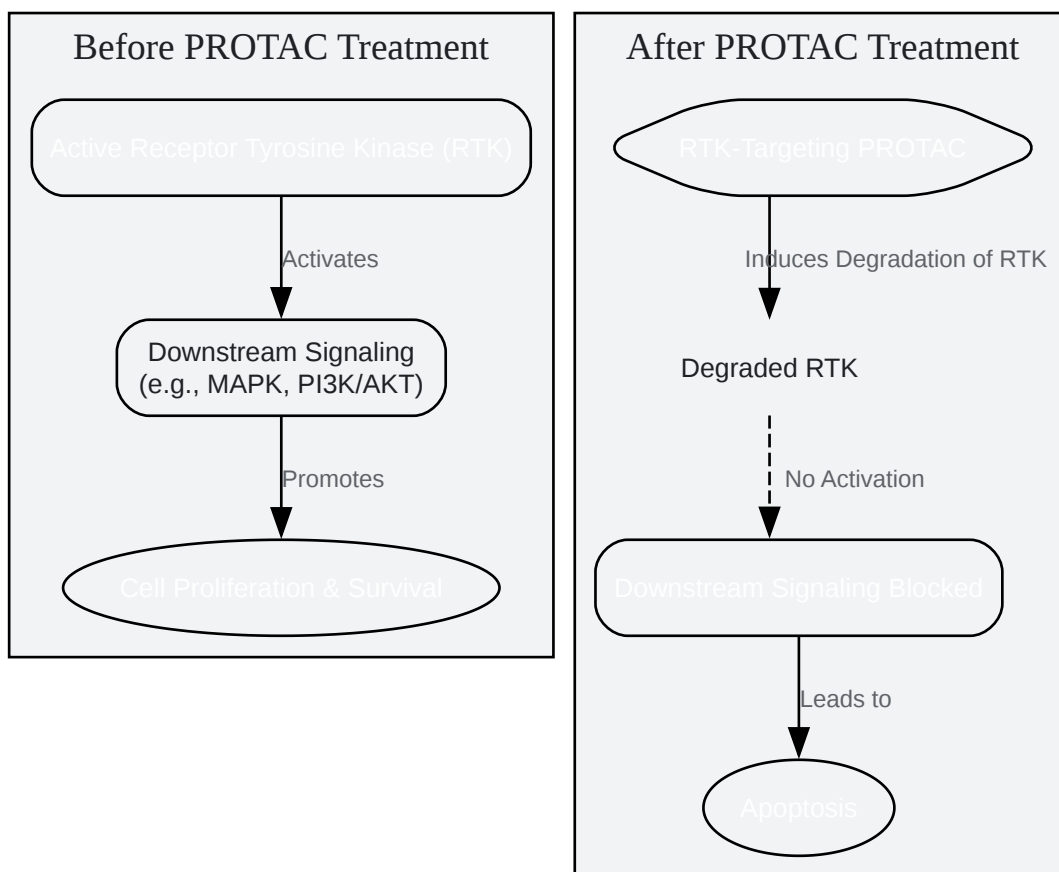 Before PROTAC Treatment
Active Receptor Tyrosine Kinase (RTK)
Activates
Downstream Signaling
(e.g., MAPK, PI3K/AKT)
Promotes
Cell Proliferation & Survival
After PROTAC Treatment
RTK-Targeting PROTAC
Induces Degradation of RTK
Degraded RTK
No Activation
Downstream Signaling Blocked
Leads to
Apoptosis